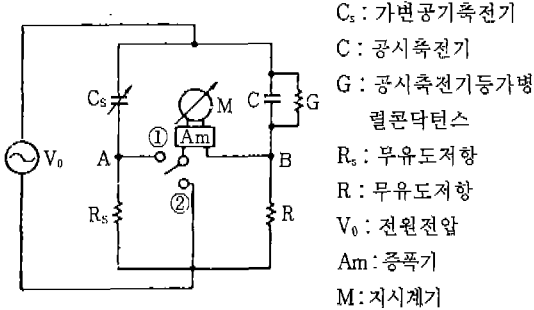 Cₛ : 가변공기축전기
C : 공시축전기
G : 공시축전기등가병
렬콘닥턴스
Rₛ : 무유도저항
R : 무유도저항
V₀ : 전원전압
Am : 증폭기
M : 지시계기
Cₛ
M
C
G
①
Am
V₀
A
B
②
Rₛ
R